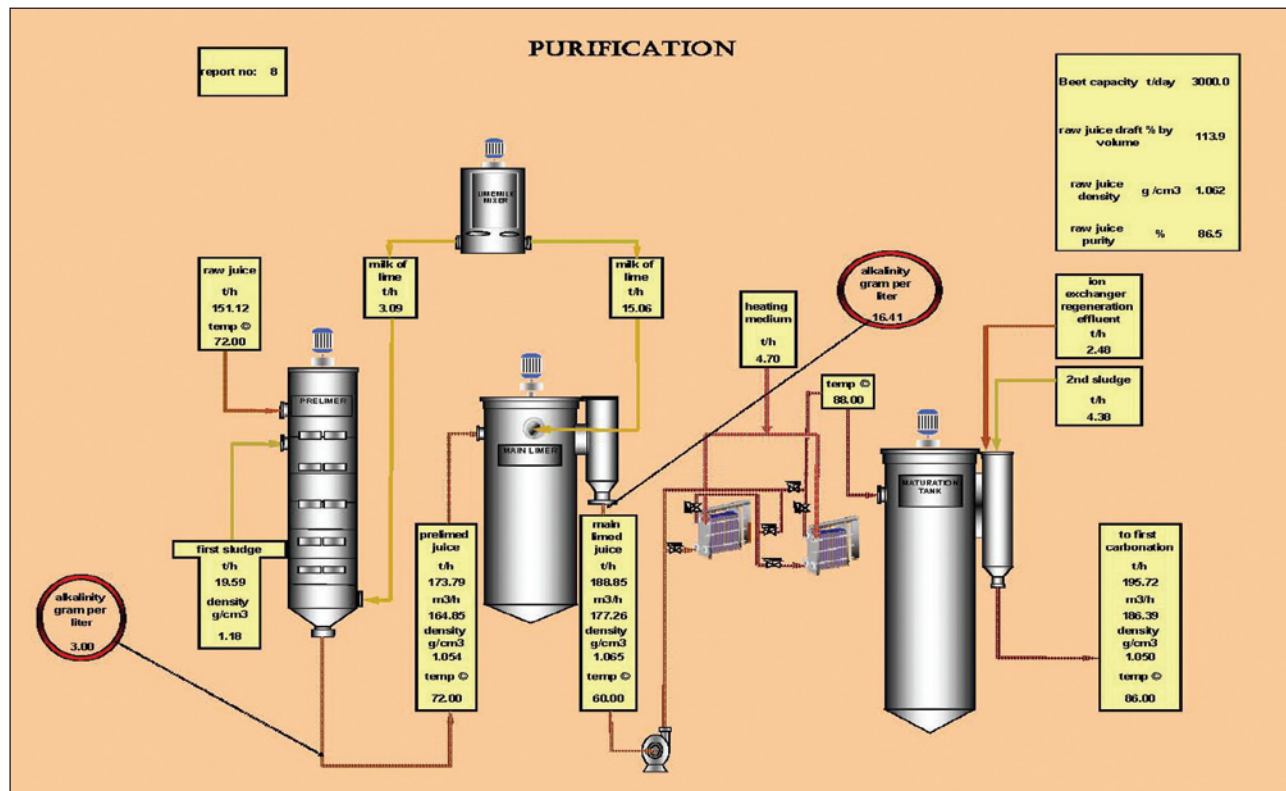 PURIFICATION
report no: 8
Beet capacity t/day 3000.0
raw juice draft % by
volume 113.9
raw juice
density g /cm3 1.062
raw juice
purity % 86.5
LIMEMILK
MIXER
raw juice
t/h
151.12
temp ©
72.00
milk of
lime
t/h
3.09
milk of
lime
t/h
15.06
alkalinity
gram per
liter
16.41
heating
medium
t/h
4.70
temp ©
88.00
ion
exchanger
regeneration
effluent
t/h
2.48
2nd sludge
t/h
4.38
PRELIMER
MAIN LIMER
MATURATION
TANK
first sludge
t/h
19.59
density
g/cm3
1.18
alkalinity
gram per
liter
3.00
prelimed
juice
t/h
173.79
m3/h
164.85
density
g/cm3
1.054
temp ©
72.00
main
limed
juice
t/h
188.85
m3/h
177.26
density
g/cm3
1.065
temp ©
60.00
to first
carbonation
t/h
195.72
m3/h
186.39
density
g/cm3
1.050
temp ©
86.00